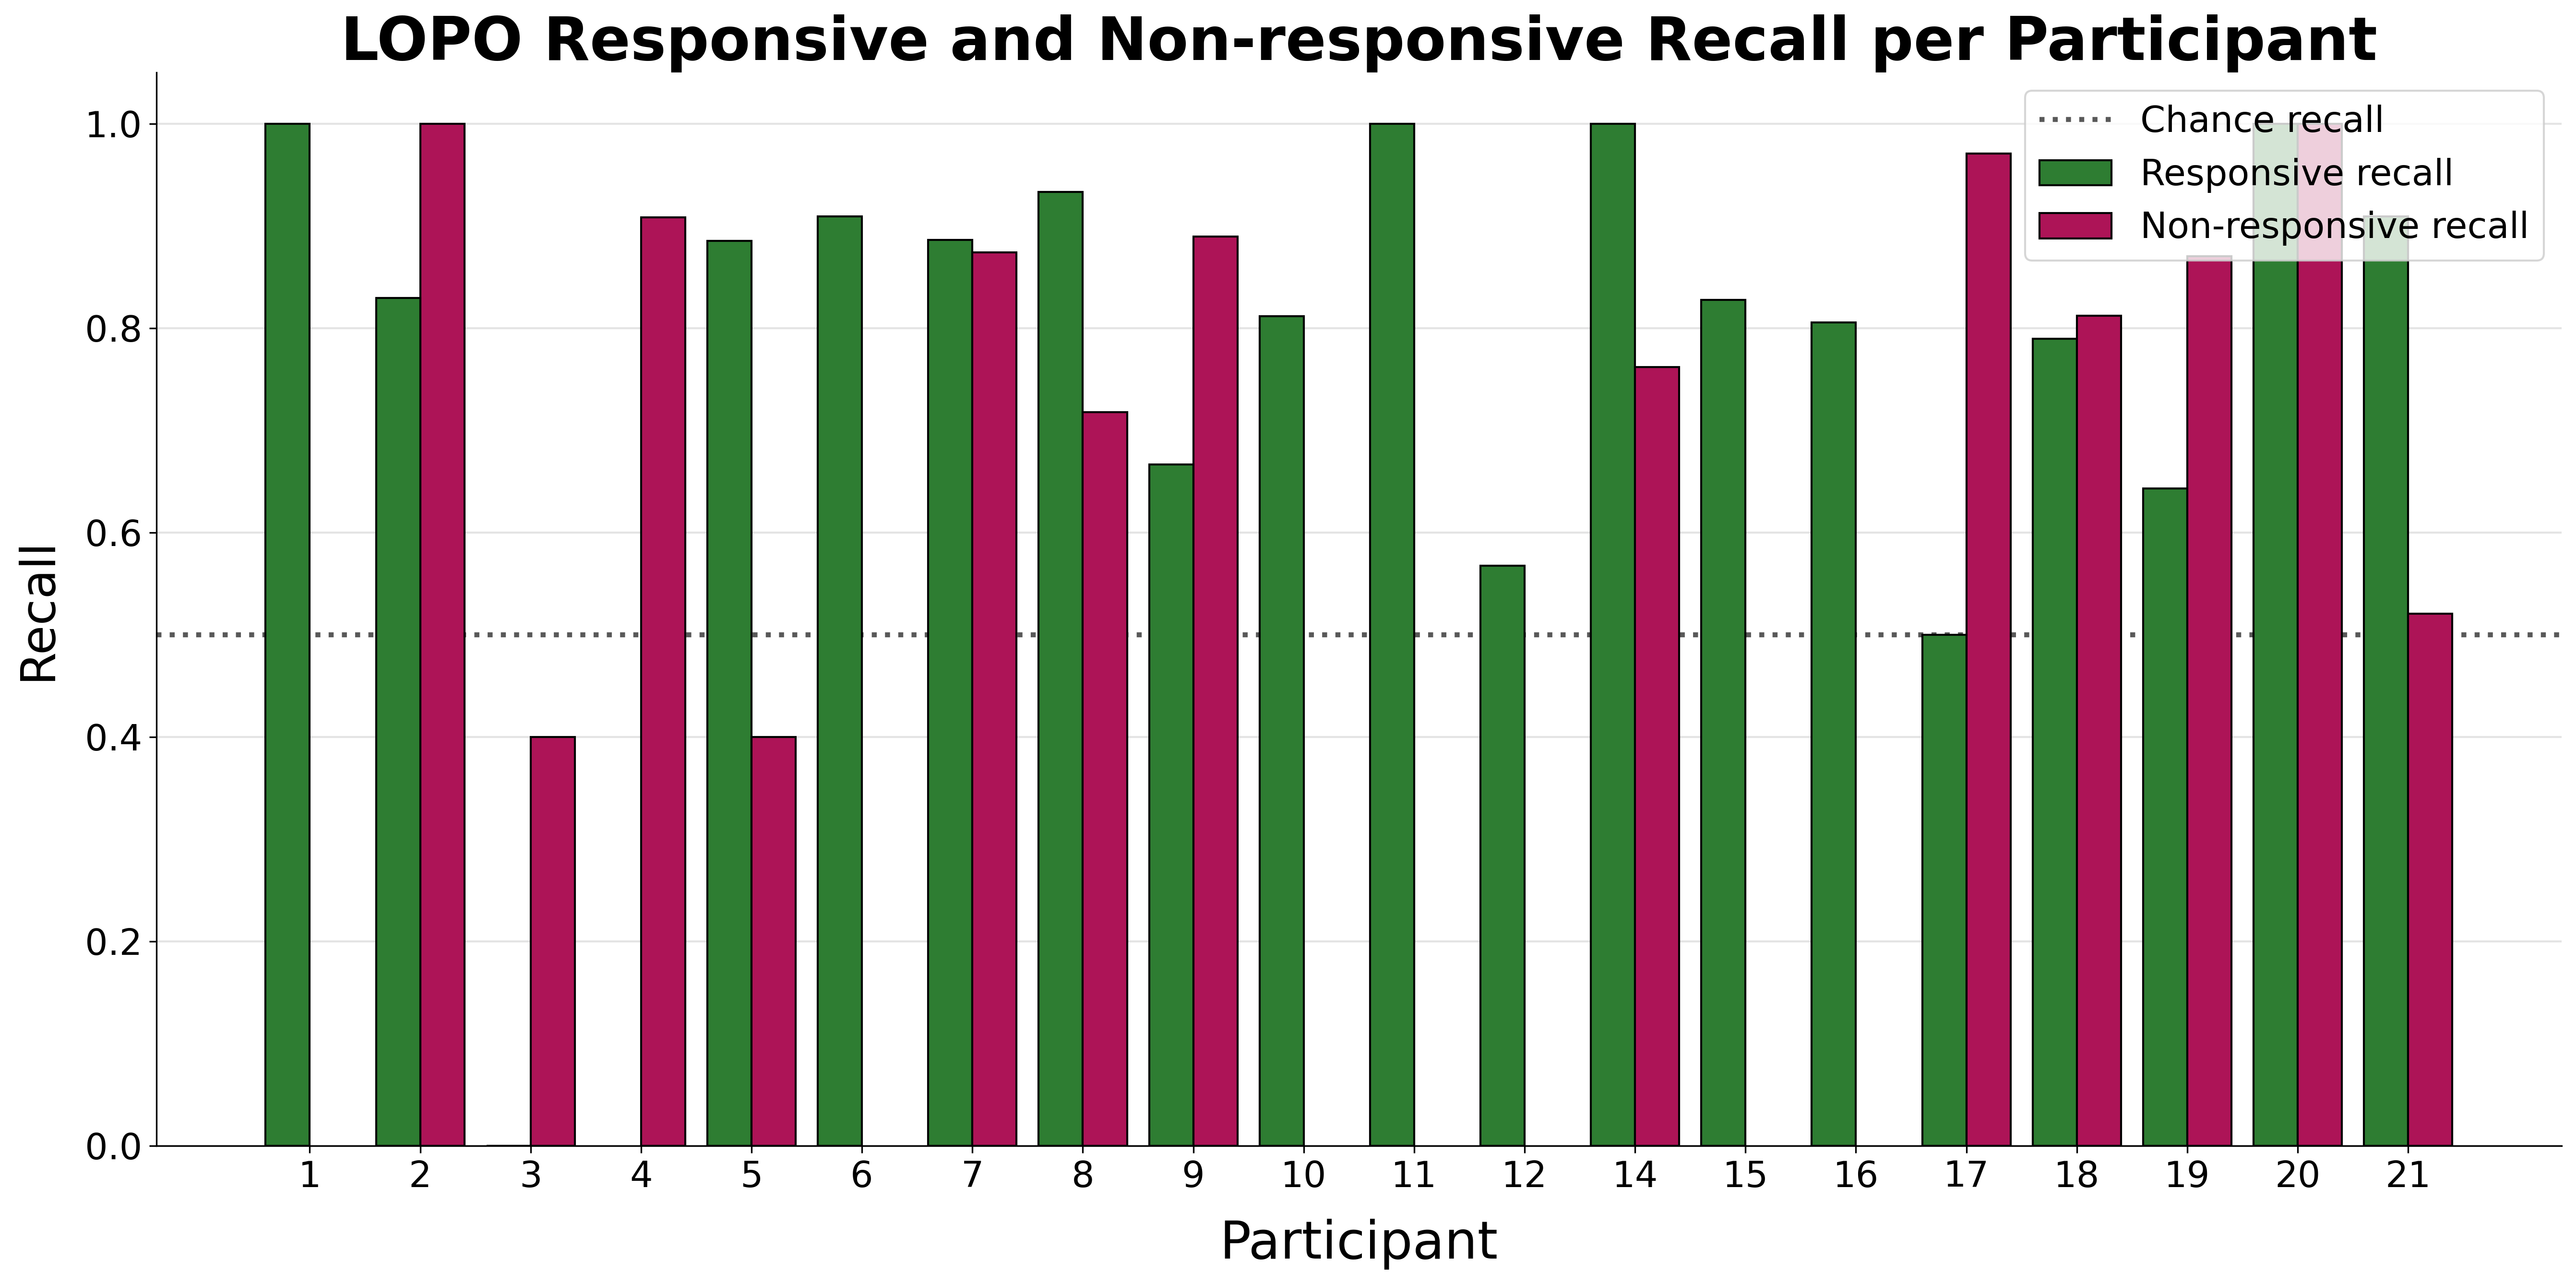 LOPO Responsive and Non-responsive Recall per Participant
Chance recall
Responsive recall
Non-responsive recall
1.0
0.8
0.6
0.4
0.2
0.0
Recall
1 2 3 4 5 6 7 8 9 10 11 12 14 15 16 17 18 19 20 21
Participant